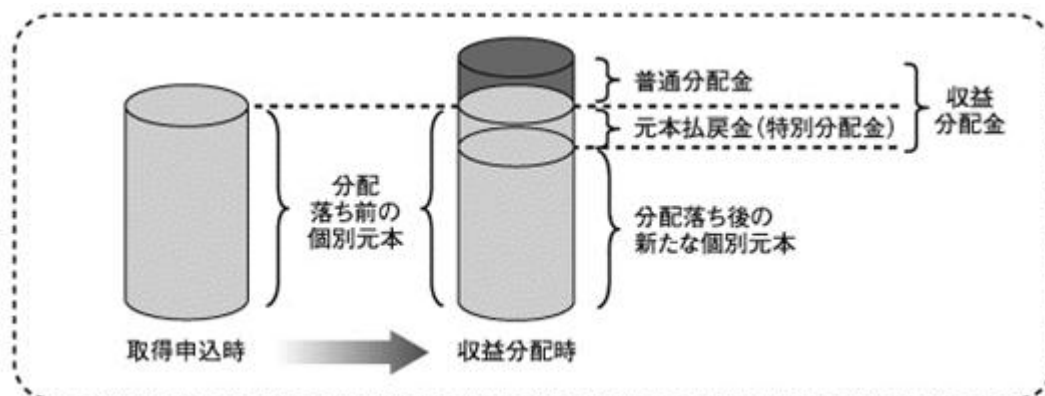 普通分配金
元本払戻金(特別分配金)
収益
分配金
分配
落ち前の
個別元本
分配落ち後の
新たな個別元本
取得申込時
収益分配時